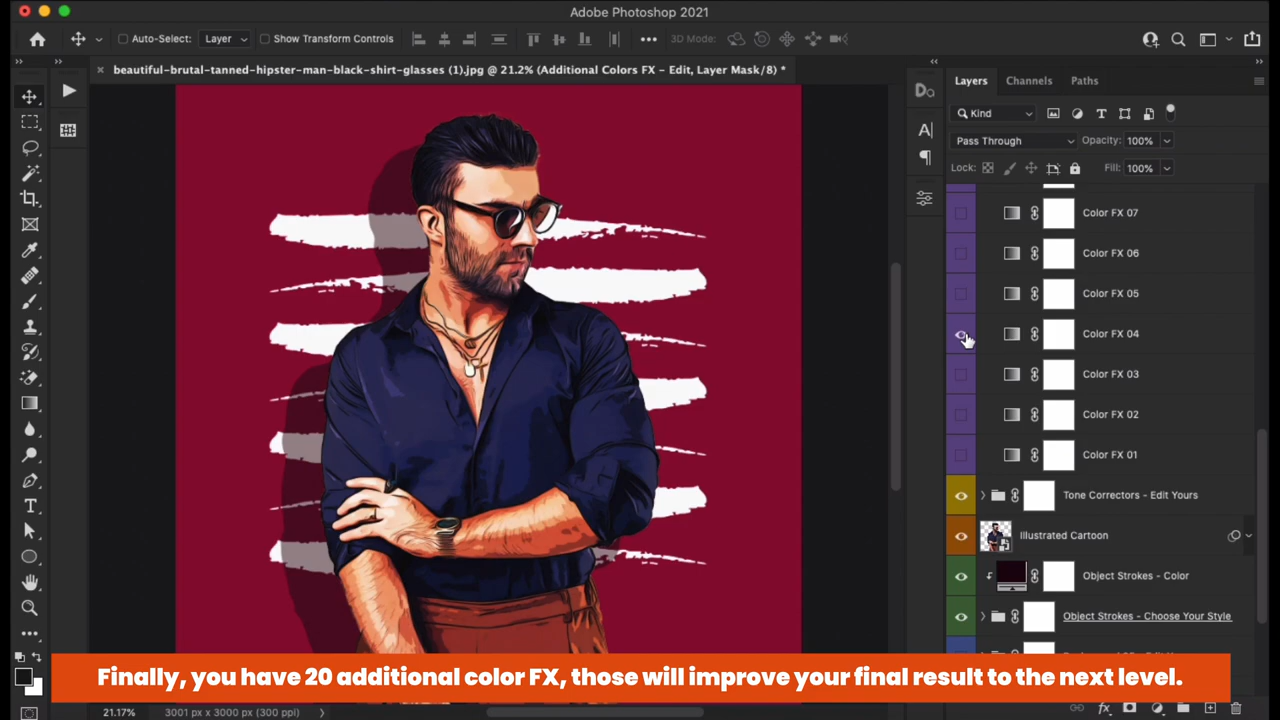 Adobe Photoshop 2021
Auto-Select: Layer Show Transform Controls 3D Mode:
beautiful-brutal-tanned-hipster-man-black-shirt-glasses (1).jpg @ 21.2% (Additional Colors FX - Edit, Layer Mask/8) *
Layers Channels Paths
Kind
Pass Through Opacity: 100%
Lock: Fill: 100%
Color FX 07
Color FX 06
Color FX 05
Color FX 04
Color FX 03
Color FX 02
Color FX 01
Tone Correctors - Edit Yours
Illustrated Cartoon
Object Strokes - Color
Object Strokes - Choose Your Style
Finally, you have 20 additional color FX, those will improve your final result to the next level.
21.17% 3001 px x 3000 px (300 ppi)